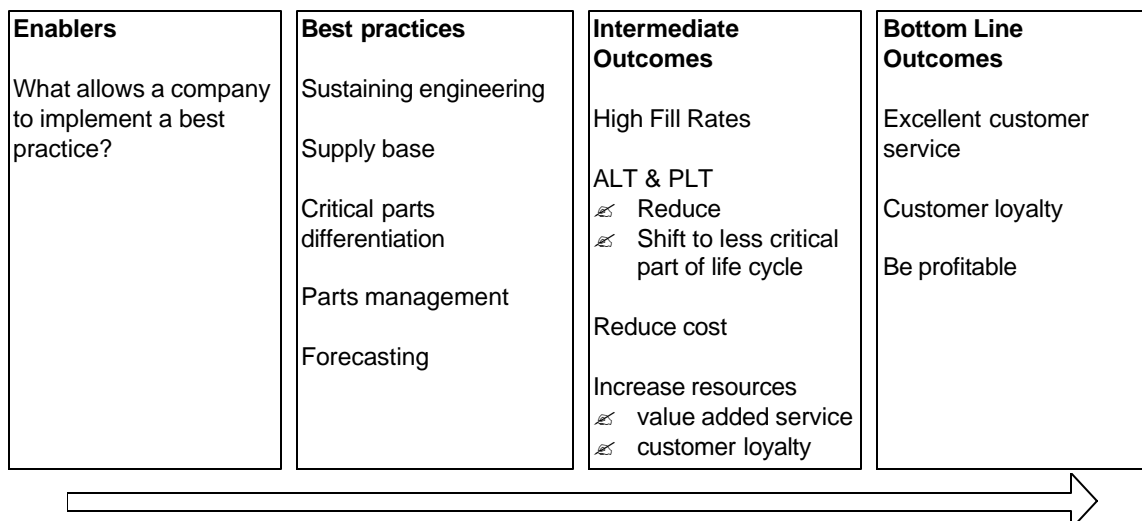 Enablers
What allows a company
to implement a best
practice?
Best practices
Sustaining engineering
Supply base
Critical parts
differentiation
Parts management
Forecasting
Intermediate
Outcomes
High Fill Rates
ALT & PLT
✍ Reduce
✍ Shift to less critical
part of life cycle
Reduce cost
Increase resources
✍ value added service
✍ customer loyalty
Bottom Line
Outcomes
Excellent customer
service
Customer loyalty
Be profitable